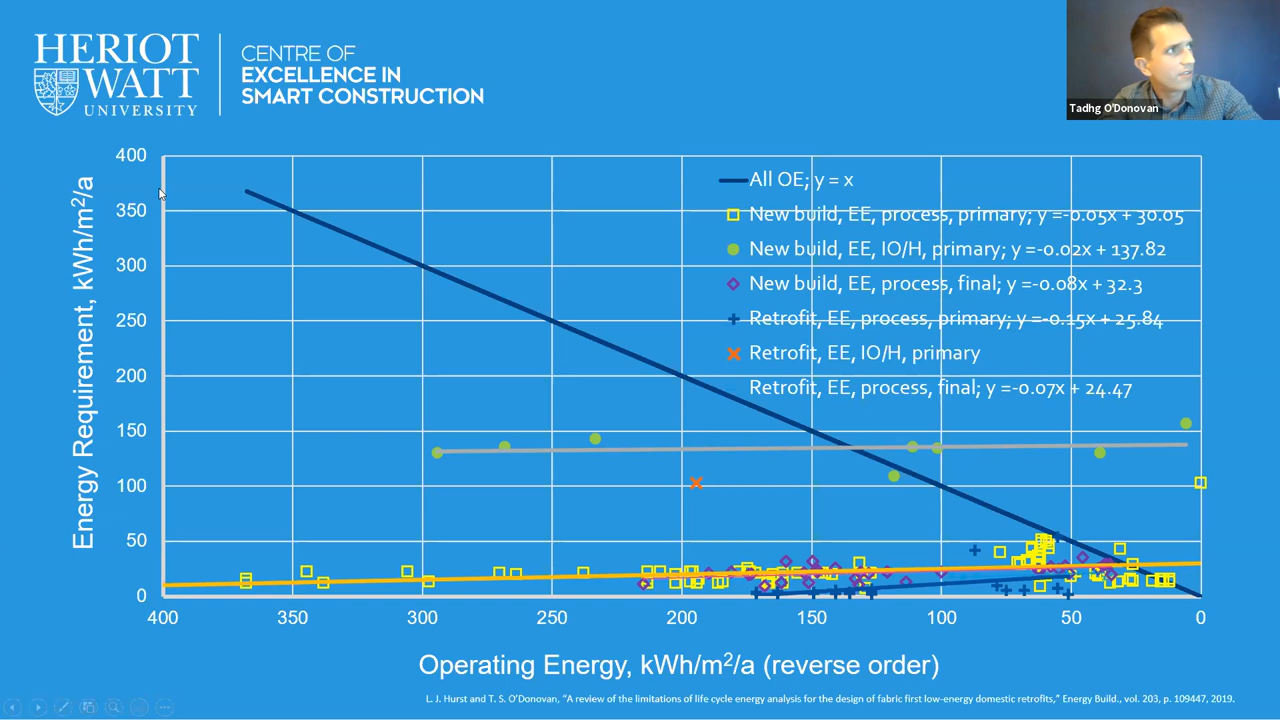 HERIOT
WATT
UNIVERSITY
CENTRE OF
EXCELLENCE IN
SMART CONSTRUCTION
Tadhg O'Donovan
400
350
300
250
200
150
100
50
0
Energy Requirement, kWh/m²/a
All OE; y = x
New build, EE, process, primary; y =-0.05x + 30.05
New build, EE, IO/H, primary; y =-0.02x + 137.82
New build, EE, process, final; y =-0.08x + 32.3
Retrofit, EE, process, primary; y =-0.15x + 25.84
Retrofit, EE, IO/H, primary
Retrofit, EE, process, final; y =-0.07x + 24.47
400 350 300 250 200 150 100 50 0
Operating Energy, kWh/m²/a (reverse order)
L. J. Hurst and T. S. O'Donovan, "A review of the limitations of life cycle energy analysis for the design of fabric first low-energy domestic retrofits," Energy Build., vol. 203, p. 109447, 2019.